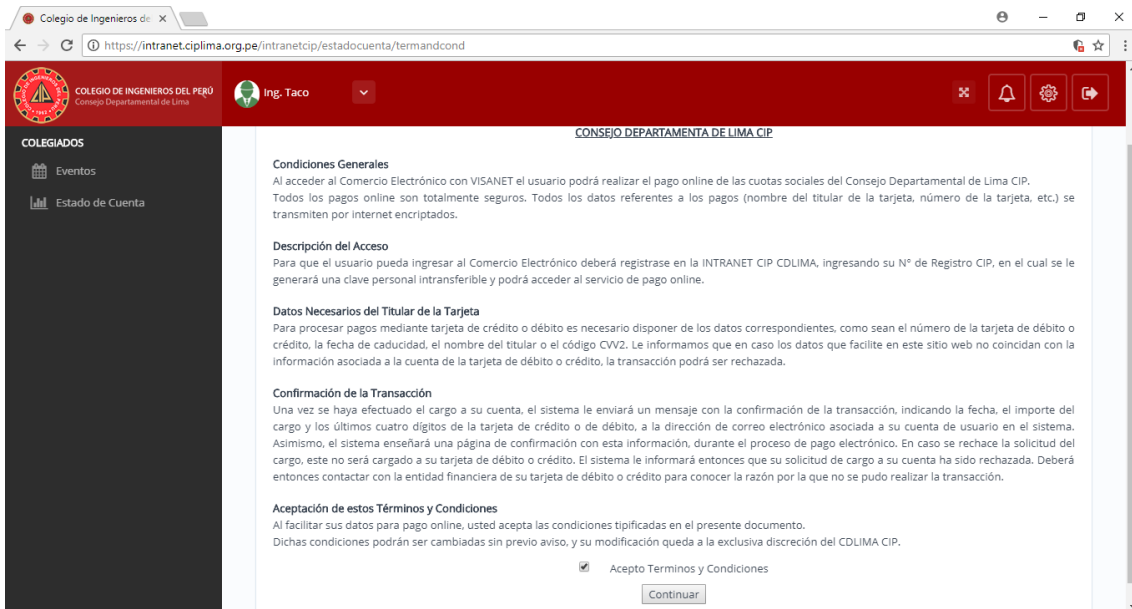 Colegio de Ingenieros de
https://intranet.ciplima.org.pe/intranetcip/estadocuenta/termandcond
COLEGIO DE INGENIEROS DEL PERÚ
Consejo Departamental de Lima
Ing. Taco
COLEGIADOS
Eventos
Estado de Cuenta
CONSEJO DEPARTAMENTA DE LIMA CIP
Condiciones Generales
Al acceder al Comercio Electrónico con VISANET el usuario podrá realizar el pago online de las cuotas sociales del Consejo Departamental de Lima CIP.
Todos los pagos online son totalmente seguros. Todos los datos referentes a los pagos (nombre del titular de la tarjeta, número de la tarjeta, etc.) se
transmiten por internet encriptados.
Descripción del Acceso
Para que el usuario pueda ingresar al Comercio Electrónico deberá registrase en la INTRANET CIP CDLIMA, ingresando su Nº de Registro CIP, en el cual se le
generará una clave personal intransferible y podrá acceder al servicio de pago online.
Datos Necesarios del Titular de la Tarjeta
Para procesar pagos mediante tarjeta de crédito o débito es necesario disponer de los datos correspondientes, como sean el número de la tarjeta de débito o
crédito, la fecha de caducidad, el nombre del titular o el código CVV2. Le informamos que en caso los datos que facilite en este sitio web no coincidan con la
información asociada a la cuenta de la tarjeta de débito o crédito, la transacción podrá ser rechazada.
Confirmación de la Transacción
Una vez se haya efectuado el cargo a su cuenta, el sistema le enviará un mensaje con la confirmación de la transacción, indicando la fecha, el importe del
cargo y los últimos cuatro dígitos de la tarjeta de crédito o de débito, a la dirección de correo electrónico asociada a su cuenta de usuario en el sistema.
Asimismo, el sistema enseñará una página de confirmación con esta información, durante el proceso de pago electrónico. En caso se rechace la solicitud del
cargo, este no será cargado a su tarjeta de débito o crédito. El sistema le informará entonces que su solicitud de cargo a su cuenta ha sido rechazada. Deberá
entonces contactar con la entidad financiera de su tarjeta de débito o crédito para conocer la razón por la que no se pudo realizar la transacción.
Aceptación de estos Términos y Condiciones
Al facilitar sus datos para pago online, usted acepta las condiciones tipificadas en el presente documento.
Dichas condiciones podrán ser cambiadas sin previo aviso, y su modificación queda a la exclusiva discreción del CDLIMA CIP.
Acepto Terminos y Condiciones
Continuar